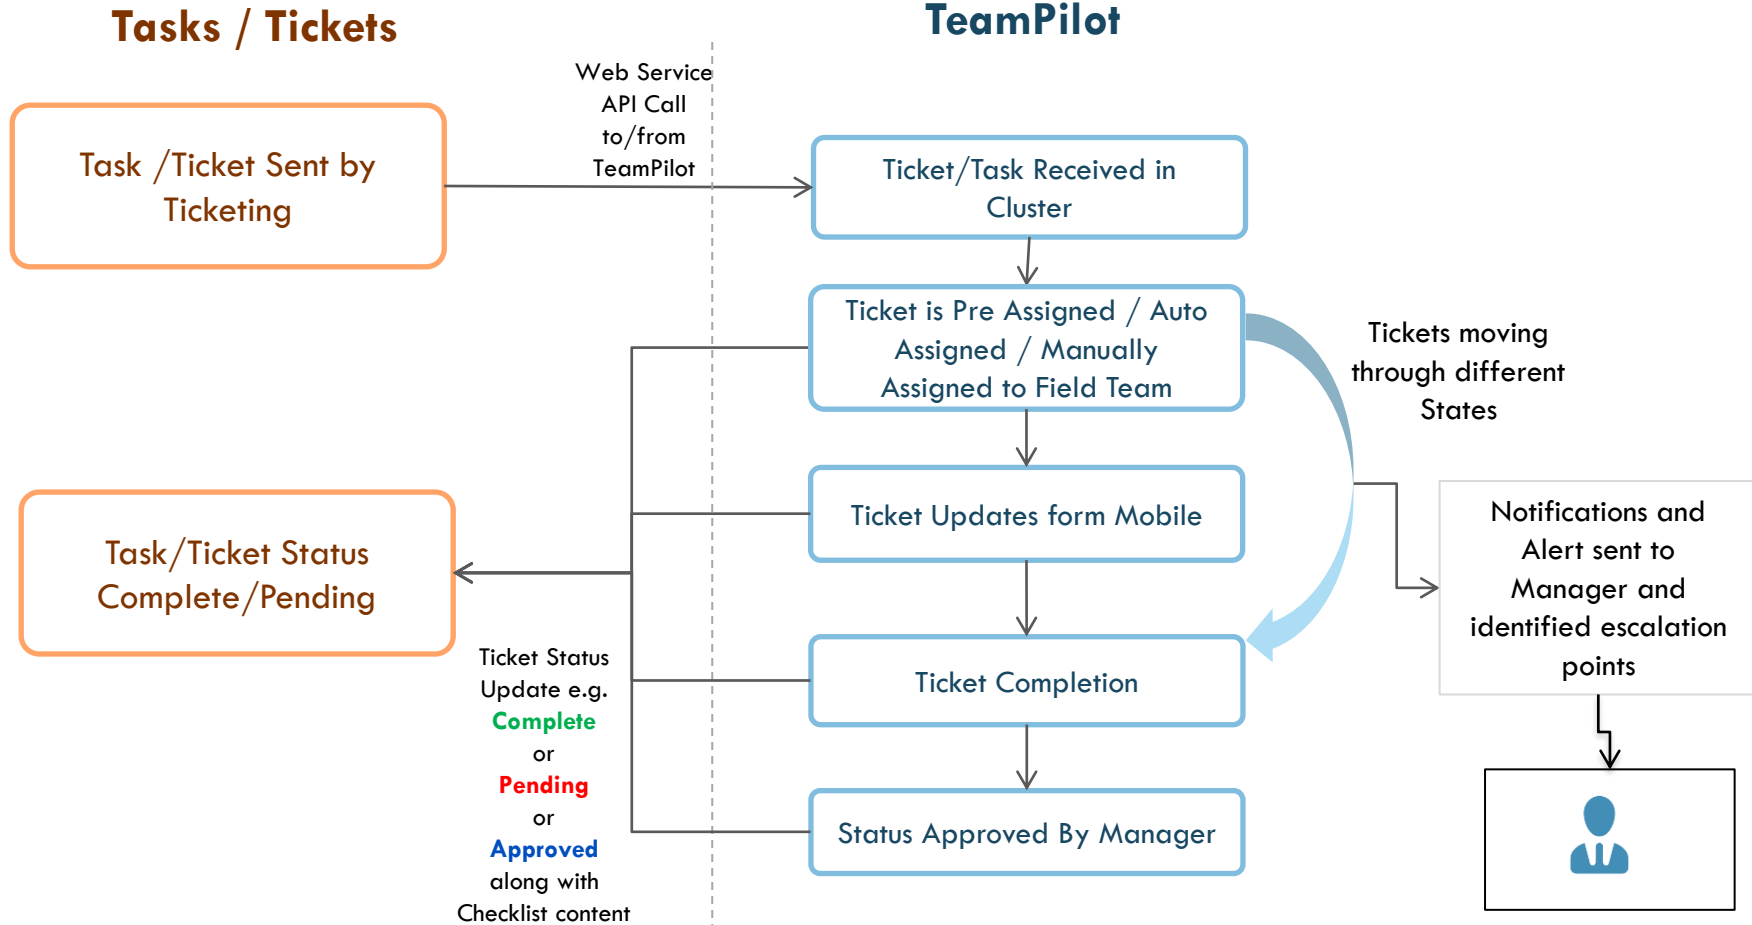 Tasks / Tickets
TeamPilot
Web Service
API Call
to/from
TeamPilot
Task /Ticket Sent by
Ticketing
Ticket/Task Received in
Cluster
Ticket is Pre Assigned / Auto
Assigned / Manually
Assigned to Field Team
Tickets moving
through different
States
Ticket Updates form Mobile
Notifications and
Alert sent to
Manager and
identified escalation
points
Task/Ticket Status
Complete/Pending
Ticket Status
Update e.g.
Complete
or
Pending
or
Approved
along with
Checklist content
Ticket Completion
Status Approved By Manager